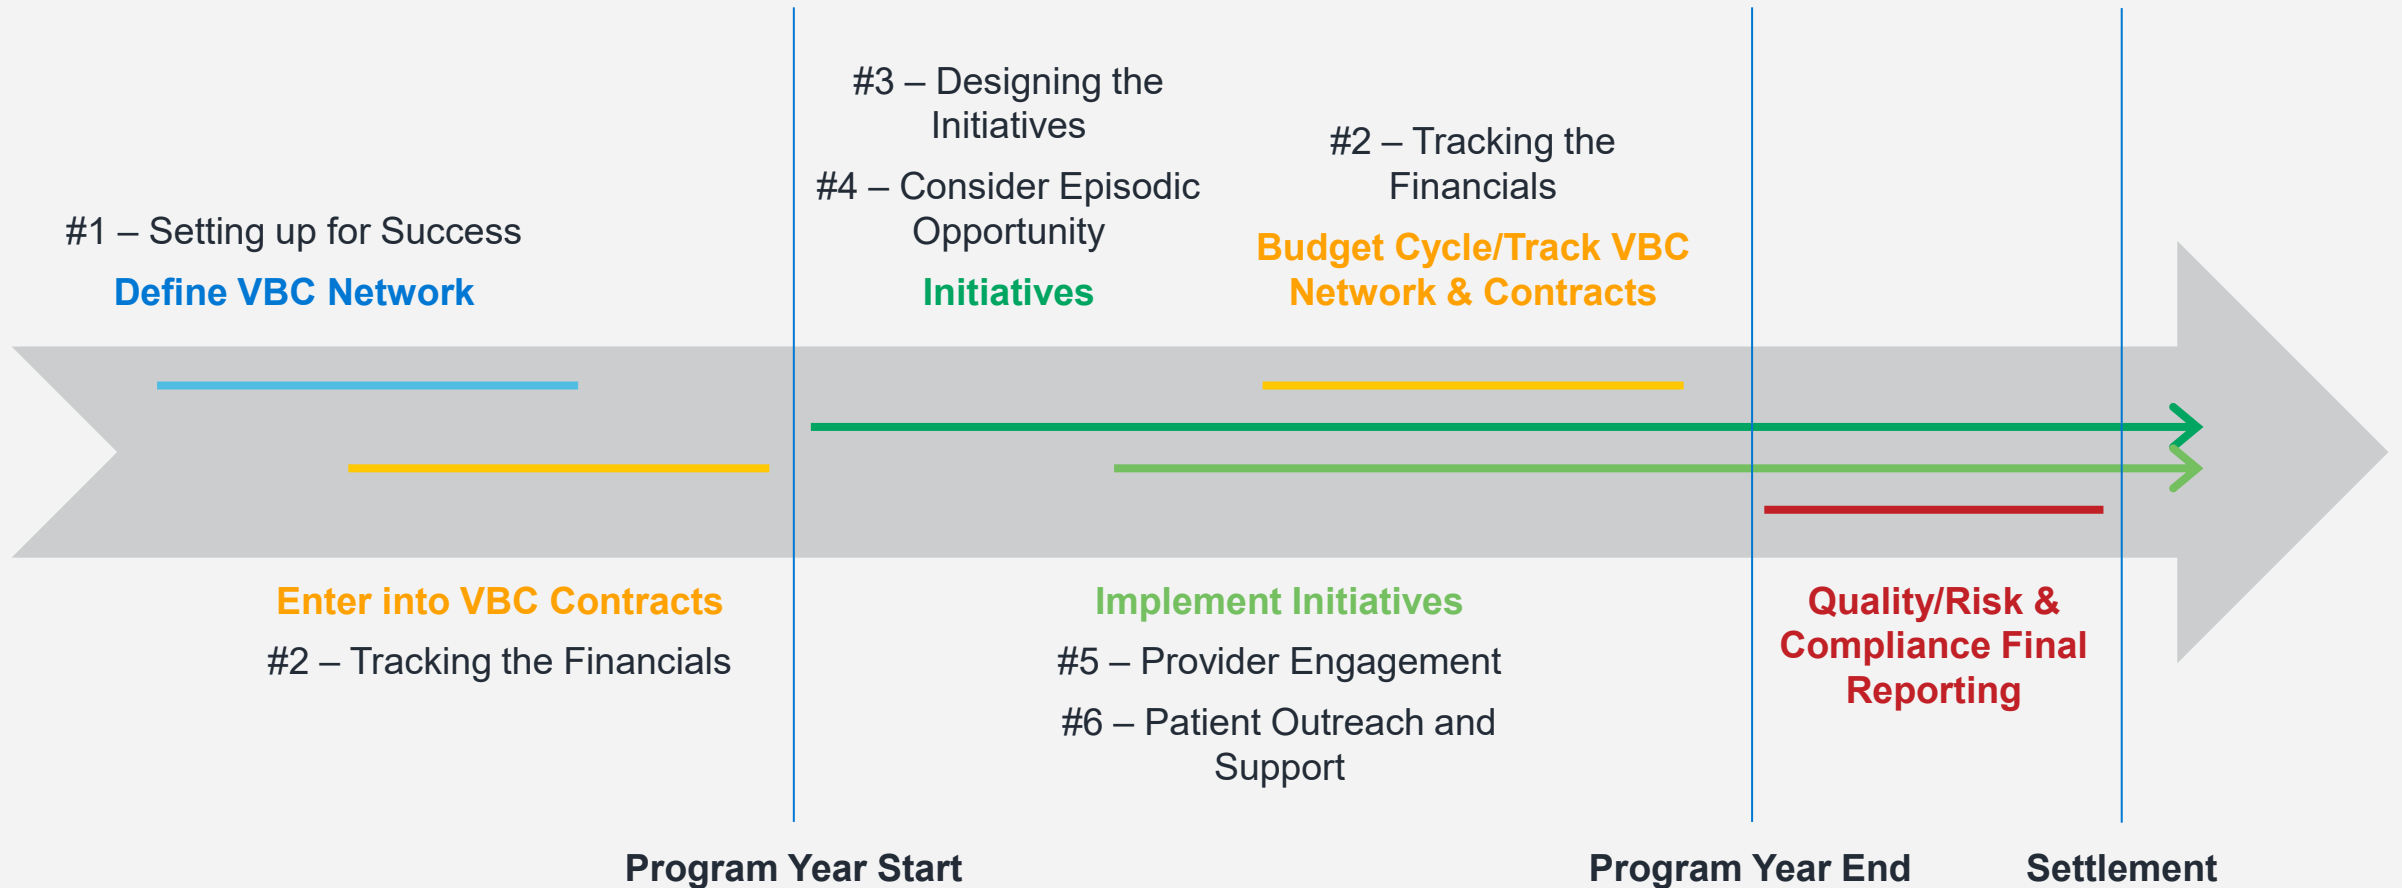 #1 – Setting up for Success
Define VBC Network
#3 – Designing the
Initiatives
#4 – Consider Episodic
Opportunity
Initiatives
#2 – Tracking the
Financials
Budget Cycle/Track VBC
Network & Contracts
Enter into VBC Contracts
#2 – Tracking the Financials
Implement Initiatives
#5 – Provider Engagement
#6 – Patient Outreach and
Support
Quality/Risk &
Compliance Final
Reporting
Program Year Start
Program Year End
Settlement